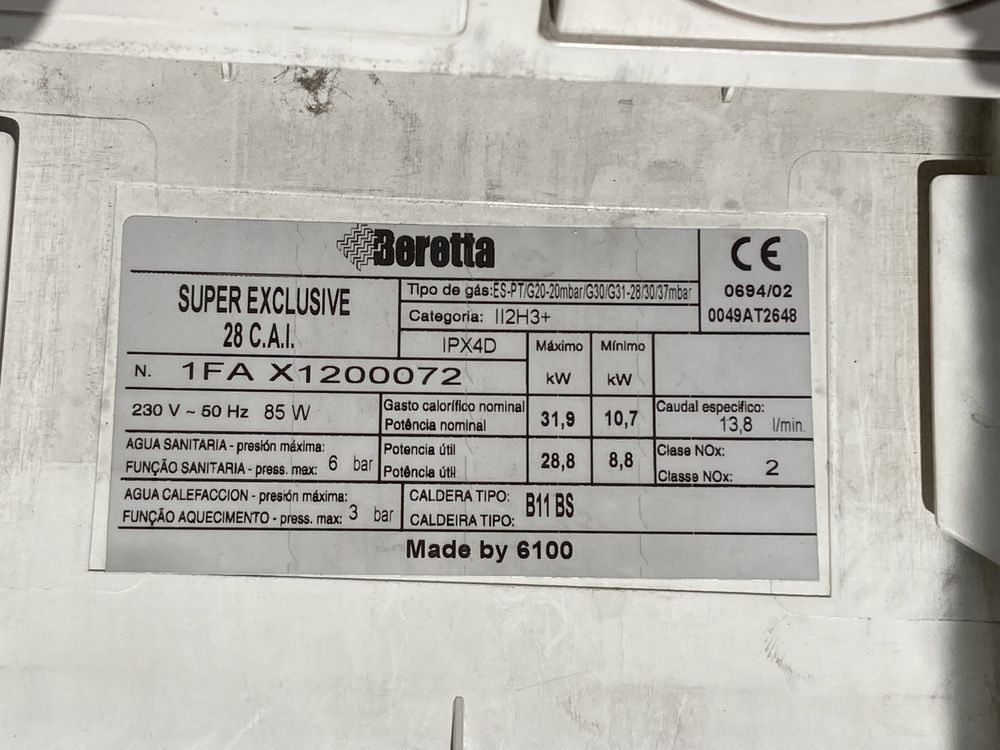 Beretta
CE
0694/02
0049AT2648
SUPER EXCLUSIVE
28 C.A.I.
Tipo de gás:ES-PT/G20-20mbar/G30/G31-28/30/37mbar
Categoria: II2H3+
IPX4D
Máximo
kW
Mínimo
kW
N. 1FA X1200072
230 V ~ 50 Hz 85 W
Gasto calorífico nominal
Potência nominal
31,9
10,7
Caudal especifico:
13,8 l/min.
AGUA SANITARIA - presión máxima:
FUNÇÃO SANITARIA - press. max: 6 bar
Potencia útil
Potência útil
28,8
8,8
Clase NOx:
Classe NOx:
2
AGUA CALEFACCION - presión máxima:
FUNÇÃO AQUECIMENTO - press. max: 3 bar
CALDERA TIPO:
CALDEIRA TIPO:
B11 BS
Made by 6100